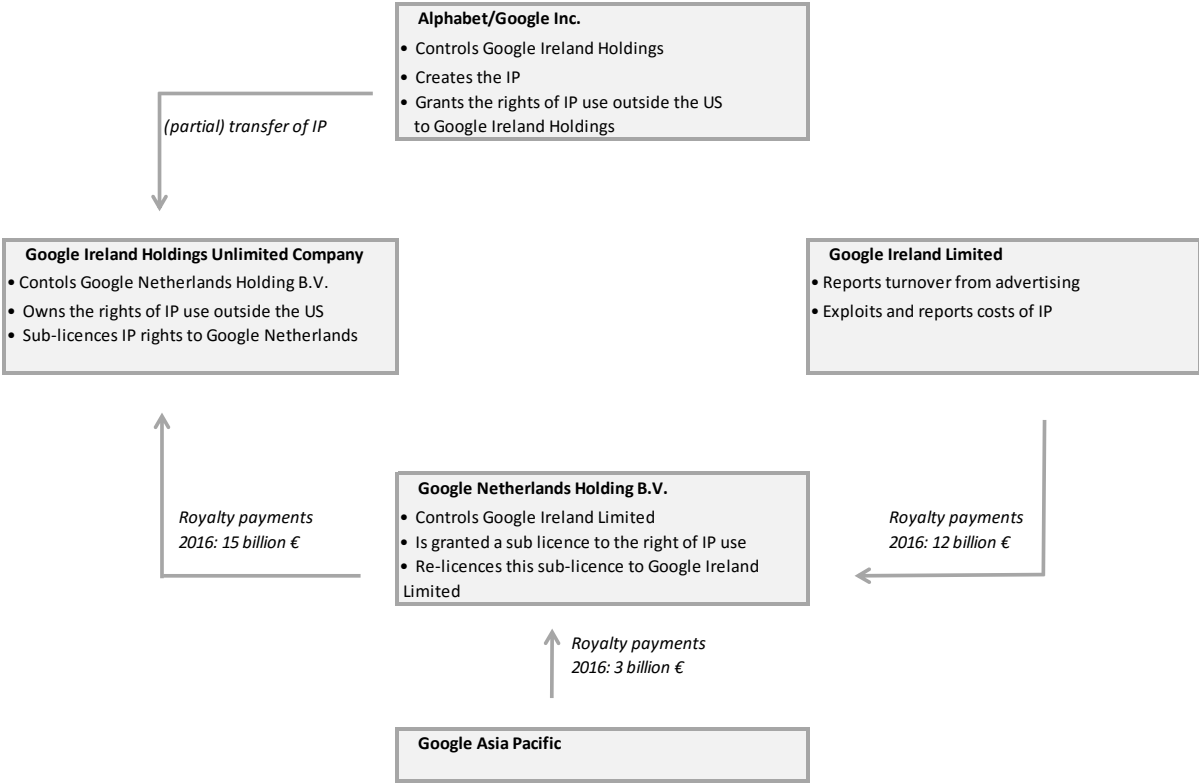 Alphabet/Google Inc.
• Controls Google Ireland Holdings
• Creates the IP
• Grants the rights of IP use outside the US
to Google Ireland Holdings
(partial) transfer of IP
Google Ireland Holdings Unlimited Company
• Contols Google Netherlands Holding B.V.
• Owns the rights of IP use outside the US
• Sub-licences IP rights to Google Netherlands
Google Ireland Limited
• Reports turnover from advertising
• Exploits and reports costs of IP
Google Netherlands Holding B.V.
• Controls Google Ireland Limited
• Is granted a sub licence to the right of IP use
• Re-licences this sub-licence to Google Ireland
Limited
Royalty payments
2016: 15 billion €
Royalty payments
2016: 12 billion €
Royalty payments
2016: 3 billion €
Google Asia Pacific